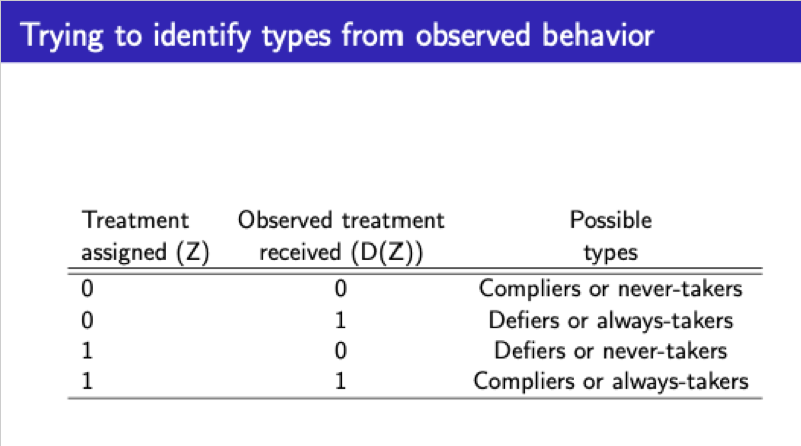 Trying to identify types from observed behavior
Treatment Observed treatment Possible
assigned (Z) received (D(Z)) types
0 0 Compliers or never-takers
0 1 Defiers or always-takers
1 0 Defiers or never-takers
1 1 Compliers or always-takers